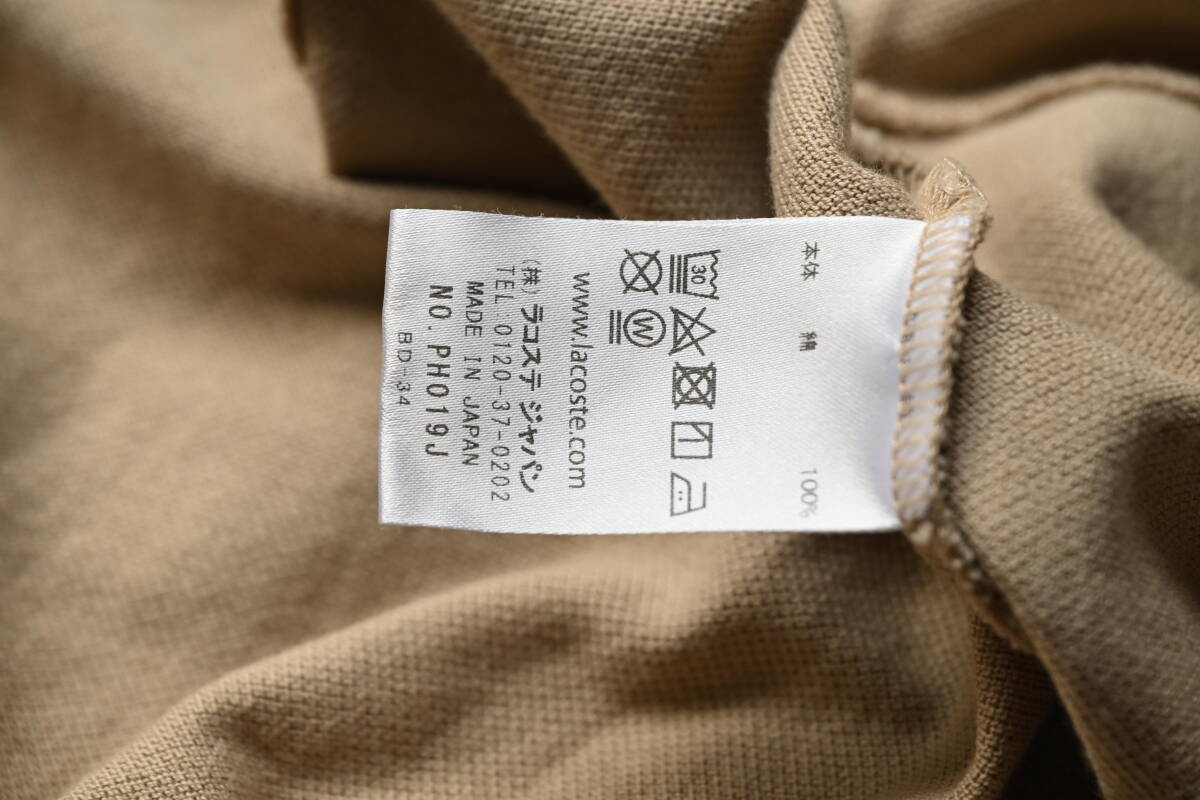 本体 綿 100%
30
W
www.lacoste.com
(株) ラコステ ジャパン
TEL.0120-37-0202
MADE IN JAPAN
NO. PH019J
BD-34